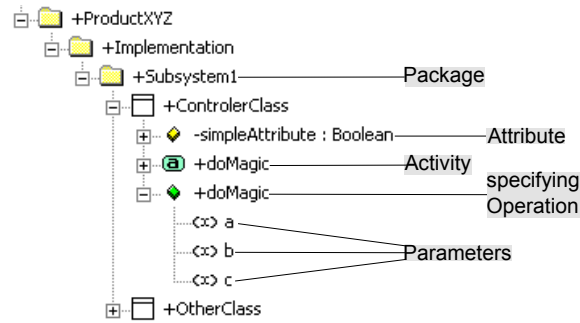 +ProductXYZ
+Implementation
+Subsystem1 Package
+ControlerClass
-simpleAttribute : Boolean Attribute
a +doMagic Activity
+doMagic specifying Operation
<x> a
<x> b Parameters
<x> c
+OtherClass